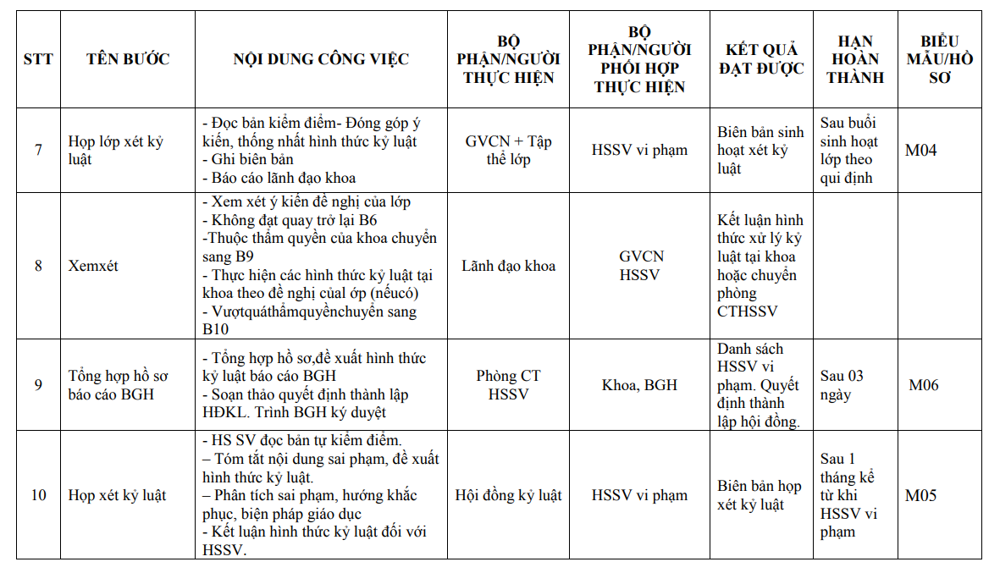 STT
TÊN BƯỚC
NỘI DUNG CÔNG VIỆC
BỘ
PHẬN/NGƯỜI
THỰC HIỆN
BỘ
PHẬN/NGƯỜI
PHỐI HỢP
THỰC HIỆN
KẾT QUẢ
ĐẠT ĐƯỢC
HẠN
HOÀN
THÀNH
BIỂU
MẪU/HỒ
SƠ
7
Họp lớp xét kỷ
luật
- Đọc bản kiểm điểm- Đóng góp ý
kiến, thống nhất hình thức kỷ luật
- Ghi biên bản
- Báo cáo lãnh đạo khoa
GVCN + Tập
thể lớp
HSSV vi phạm
Biên bản sinh
hoạt xét kỷ
luật
Sau buổi
sinh hoạt
lớp theo
qui định
M04
8
Xemxét
- Xem xét ý kiến đề nghị của lớp
- Không đạt quay trở lại B6
-Thuộc thẩm quyền của khoa chuyển
sang B9
- Thực hiện các hình thức kỷ luật tại
khoa theo đề nghị củal ớp (nếucó)
- Vượtquáthẩmquyềnchuyển sang
B10
Lãnh đạo khoa
GVCN
HSSV
Kết luận hình
thức xử lý kỷ
luật tại khoa
hoặc chuyển
phòng
CTHSSV
9
Tổng hợp hồ sơ
báo cáo BGH
- Tổng hợp hồ sơ,đề xuất hình thức
kỷ luật báo cáo BGH
- Soạn thảo quyết định thành lập
HĐKL. Trình BGH ký duyệt
Phòng CT
HSSV
Khoa, BGH
Danh sách
HSSV vi
phạm. Quyết
định thành
lập hội đồng.
Sau 03
ngày
M06
10
Họp xét kỷ luật
- HS SV đọc bản tự kiểm điểm.
– Tóm tắt nội dung sai phạm, đề xuất
hình thức kỷ luật.
– Phân tích sai phạm, hướng khắc
phục, biện pháp giáo dục
- Kết luận hình thức kỷ luật đối với
HSSV.
Hội đồng kỷ luật
HSSV vi phạm
Biên bản họp
xét kỷ luật
Sau 1
tháng kể
từ khi
HSSV vi
phạm
M05